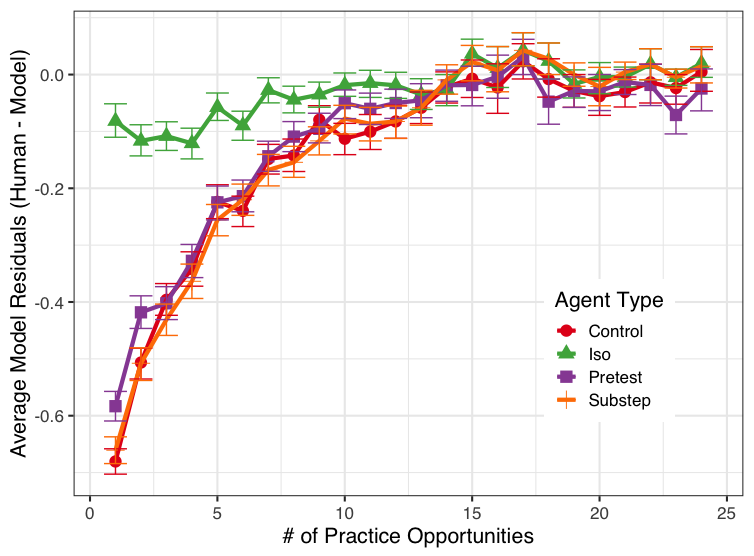 Average Model Residuals (Human - Model)
0.0
-0.2
-0.4
-0.6
Agent Type
Control
Iso
Pretest
Substep
0 5 10 15 20 25
# of Practice Opportunities